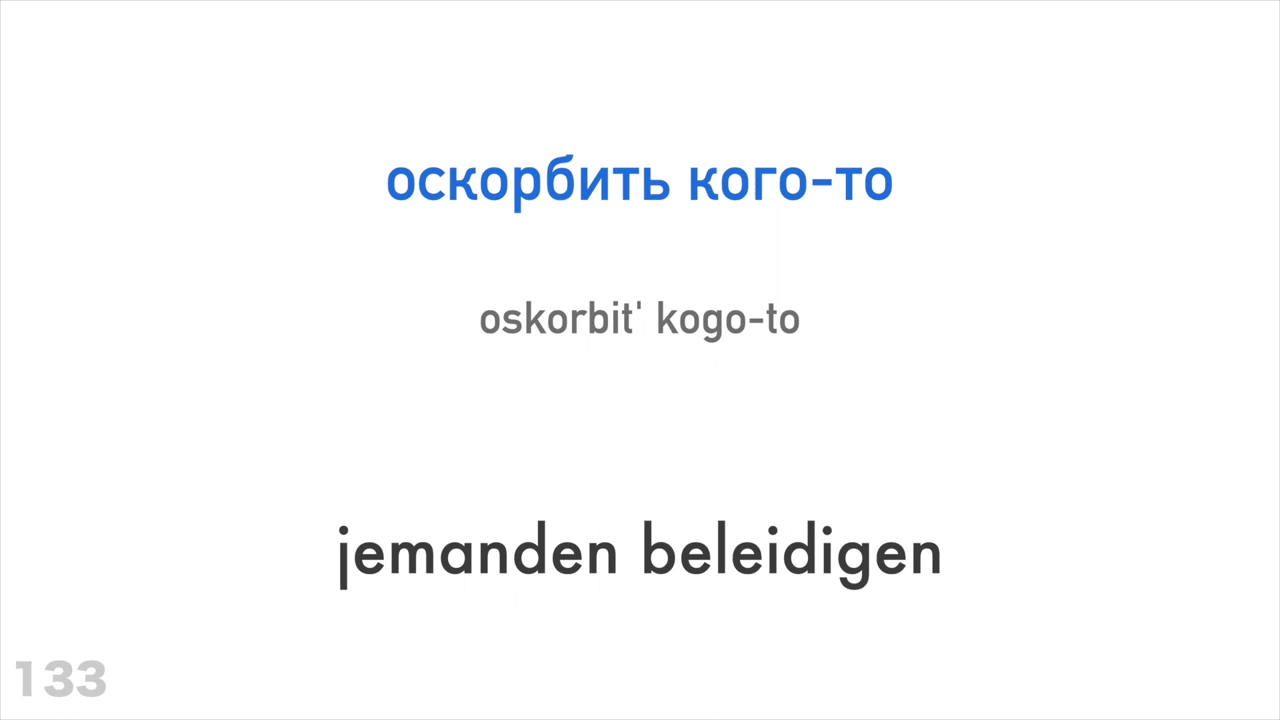 оскорбить кого-то
oskorbit' kogo-to
jemanden beleidigen
133